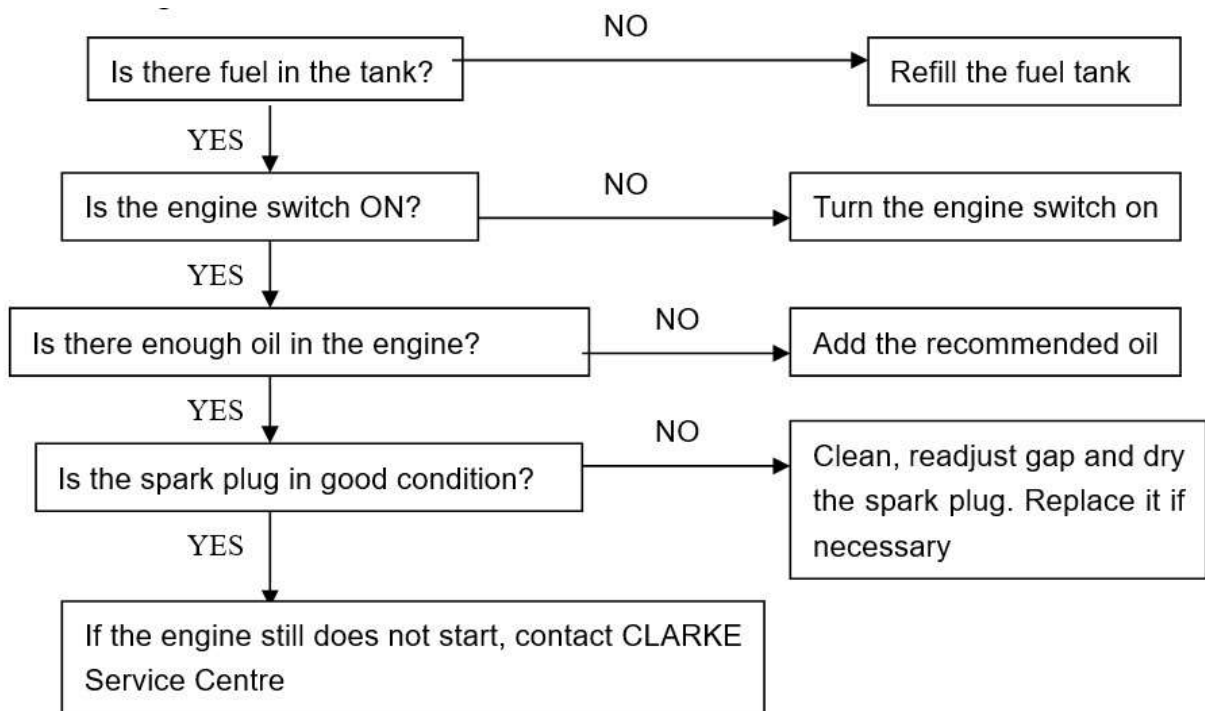 NO
Is there fuel in the tank?
Refill the fuel tank
YES
NO
Is the engine switch ON?
Turn the engine switch on
YES
NO
Is there enough oil in the engine?
Add the recommended oil
YES
NO
Is the spark plug in good condition?
Clean, readjust gap and dry
the spark plug. Replace it if
necessary
YES
If the engine still does not start, contact CLARKE
Service Centre